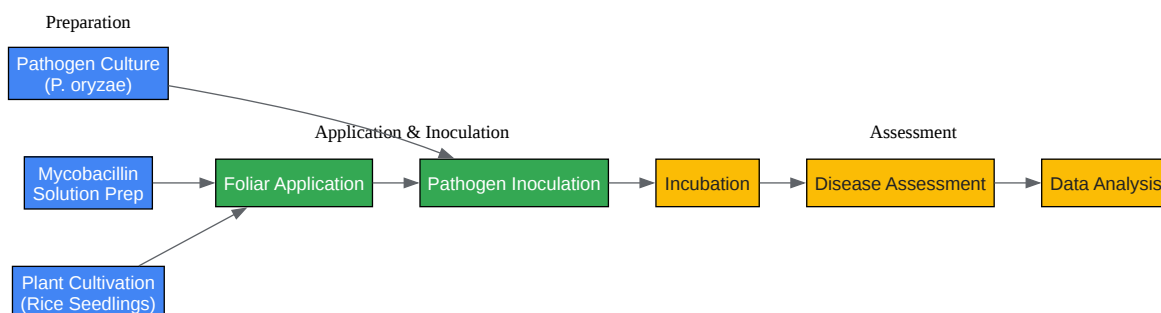 Preparation
Pathogen Culture
(P. oryzae)
Application & Inoculation
Assessment
Mycobacillin
Solution Prep
Foliar Application
Pathogen Inoculation
Incubation
Disease Assessment
Data Analysis
Plant Cultivation
(Rice Seedlings)